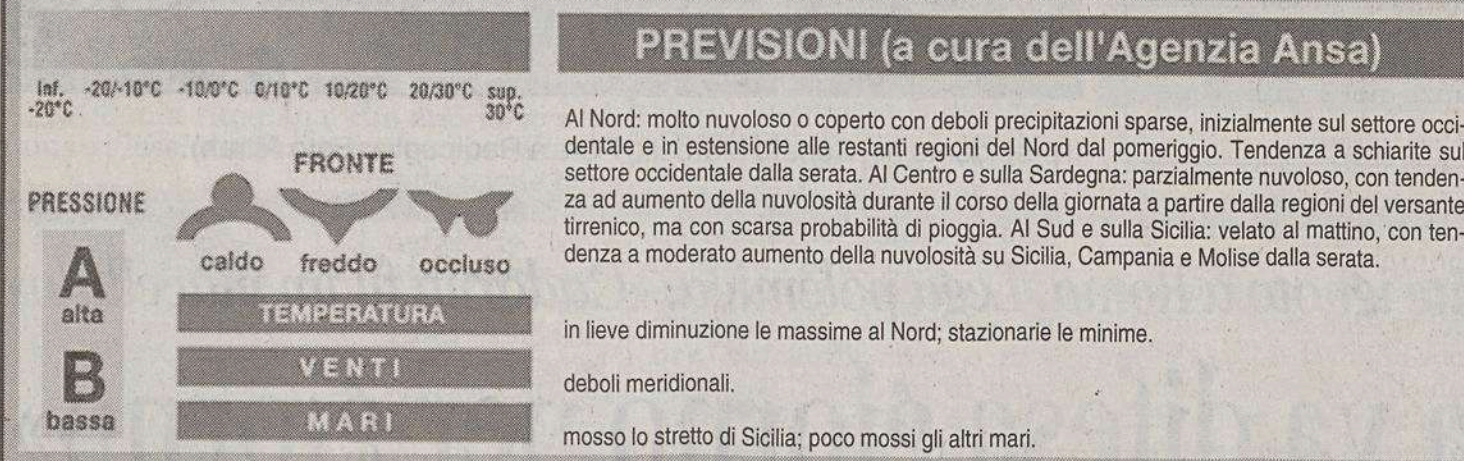 Inf. -20/-10°C -10/0°C 0/10°C 10/20°C 20/30°C sup.
-20°C 30°C
FRONTE
caldo freddo occluso
PRESSIONE
A
alta
B
bassa
PREVISIONI (a cura dell'Agenzia Ansa)
Al Nord: molto nuvoloso o coperto con deboli precipitazioni sparse, inizialmente sul settore occi-
dentale e in estensione alle restanti regioni del Nord dal pomeriggio. Tendenza a schiarite sul
settore occidentale dalla serata. Al Centro e sulla Sardegna: parzialmente nuvoloso, con tenden-
za ad aumento della nuvolosità durante il corso della giornata a partire dalla regioni del versante
tirrenico, ma con scarsa probabilità di pioggia. Al Sud e sulla Sicilia: velato al mattino, con ten-
denza a moderato aumento della nuvolosità su Sicilia, Campania e Molise dalla serata.
TEMPERATURA
in lieve diminuzione le massime al Nord; stazionarie le minime.
VENTI
deboli meridionali.
MARI
mosso lo stretto di Sicilia; poco mossi gli altri mari.